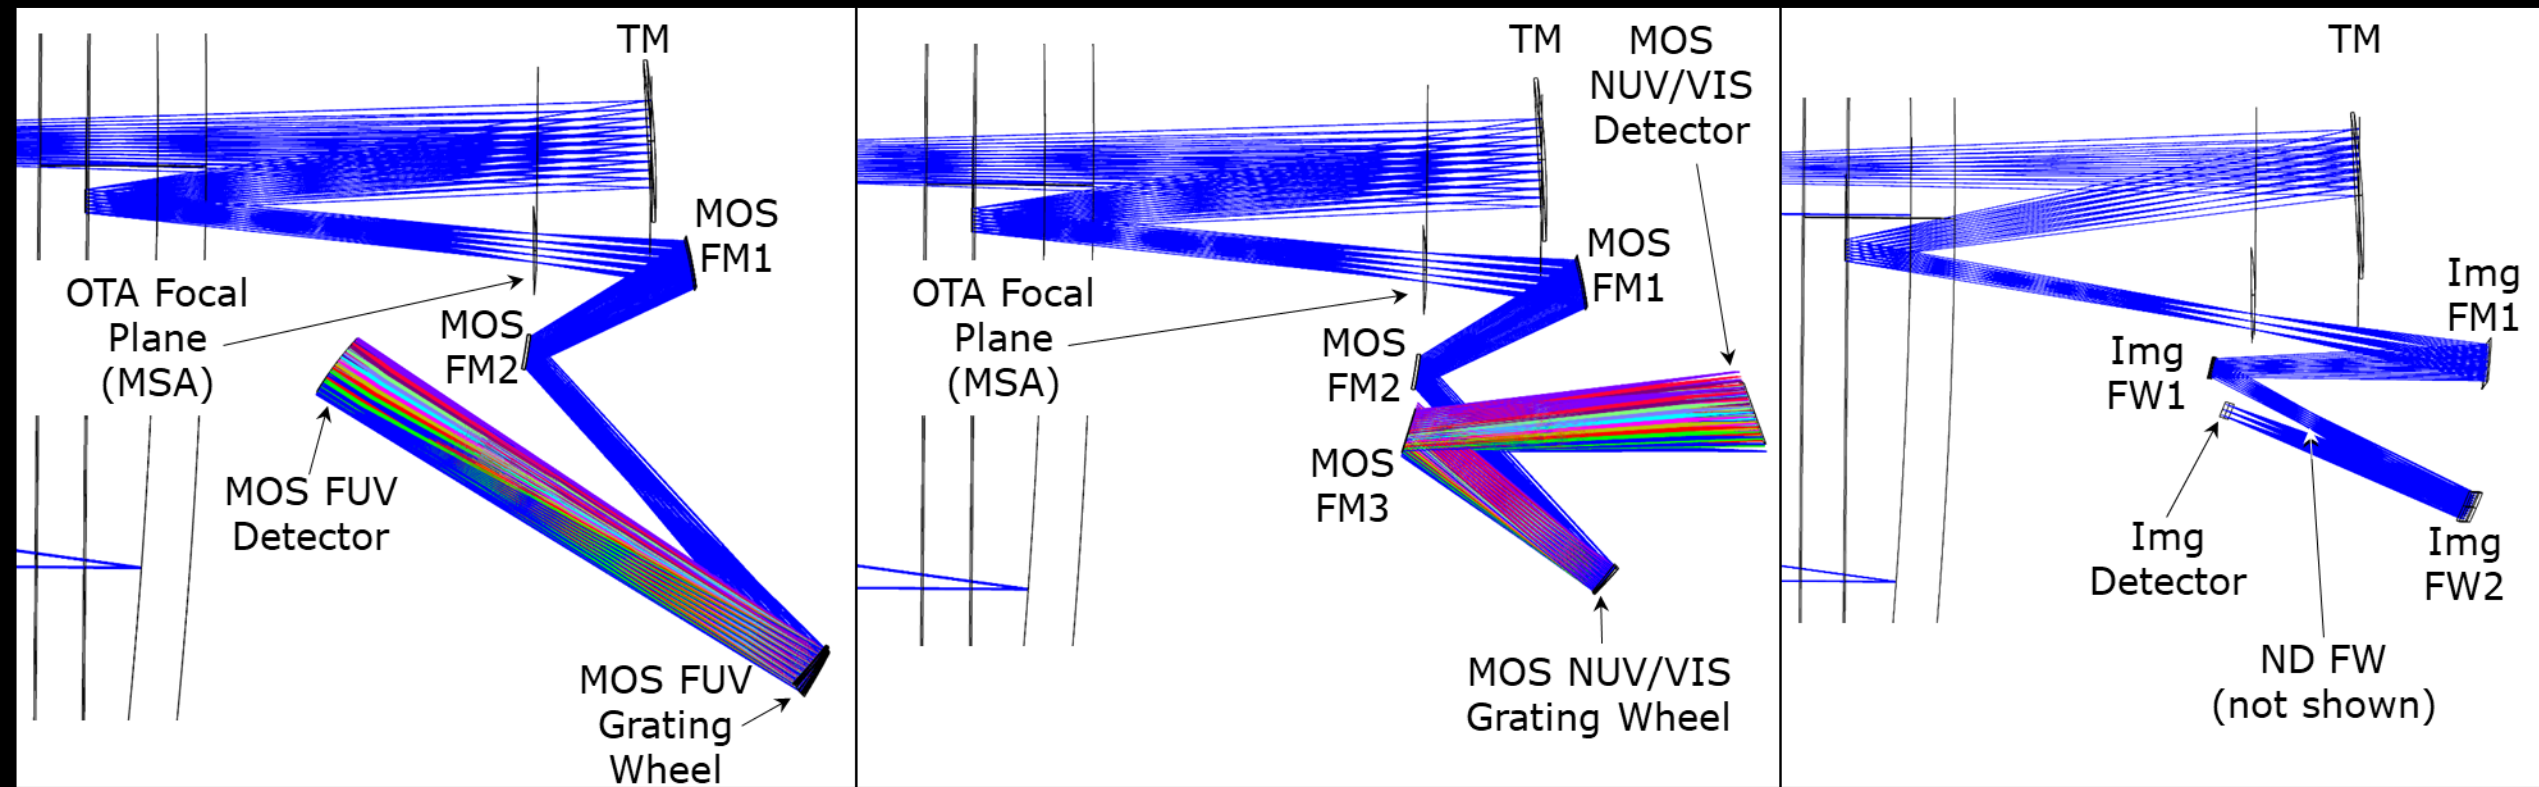 TM
MOS
FM1
OTA Focal
Plane
(MSA)
MOS
FM2
MOS FUV
Detector
MOS FUV
Grating
Wheel
TM
MOS
NUV/VIS
Detector
MOS
FM1
OTA Focal
Plane
(MSA)
MOS
FM2
MOS
FM3
MOS NUV/VIS
Grating Wheel
TM
Img
FM1
Img
FW1
Img
Detector
Img
FW2
ND FW
(not shown)